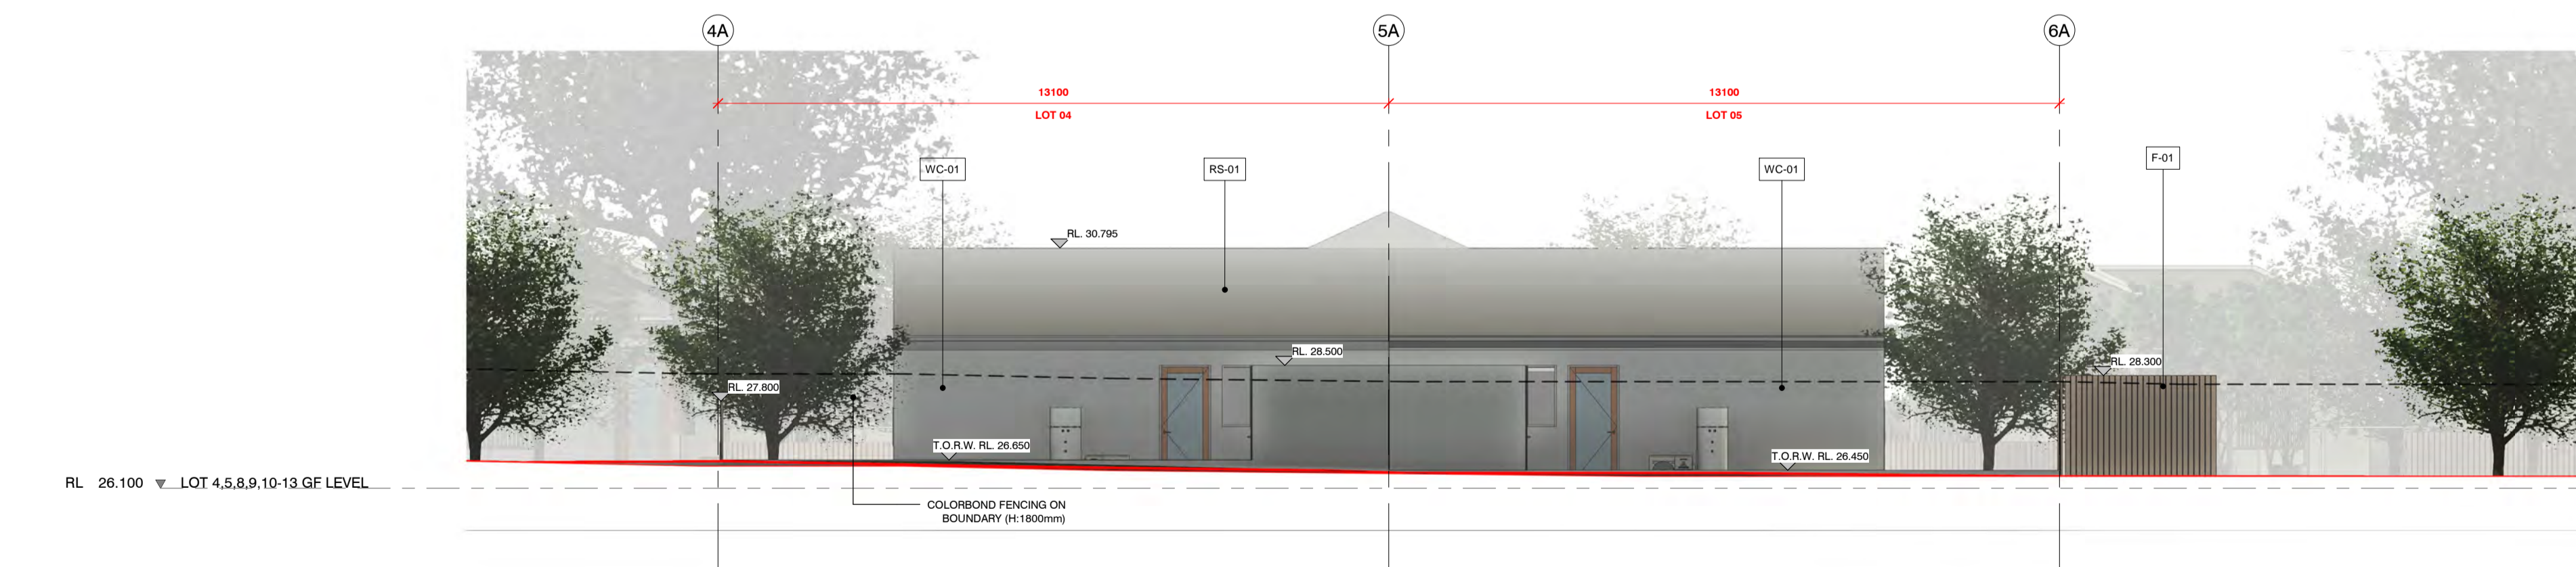 4A
5A
6A
13100
13100
LOT 04
LOT 05
WC-01
RS-01
WC-01
F-01
RL. 30.795
RL. 28.500
RL. 28.300
RL. 27.800
T.O.R.W. RL. 26.650
T.O.R.W. RL. 26.450
RL 26.100 LOT 4,5,8,9,10-13 GF LEVEL
COLORBOND FENCING ON
BOUNDARY (H:1800mm)